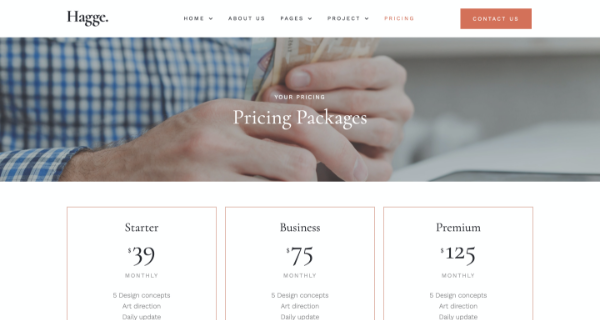 Hagge.
HOME ABOUT US PAGES PROJECT PRICING
CONTACT US
YOUR PRICING
Pricing Packages
Starter
$39
MONTHLY
5 Design concepts
Art direction
Daily update
Business
$75
MONTHLY
5 Design concepts
Art direction
Daily update
Premium
$125
MONTHLY
5 Design concepts
Art direction
Daily update